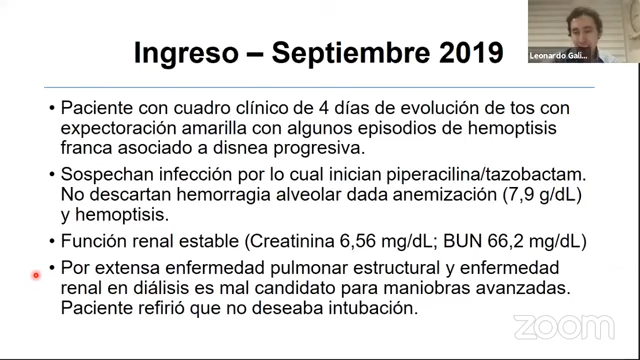 Ingreso – Septiembre 2019
Leonardo Gali...
• Paciente con cuadro clínico de 4 días de evolución de tos con
expectoración amarilla con algunos episodios de hemoptisis
franca asociado a disnea progresiva.
• Sospechan infección por lo cual inician piperacilina/tazobactam.
No descartan hemorragia alveolar dada anemización (7,9 g/dL)
y hemoptisis.
• Función renal estable (Creatinina 6,56 mg/dL; BUN 66,2 mg/dL)
• Por extensa enfermedad pulmonar estructural y enfermedad
renal en diálisis es mal candidato para maniobras avanzadas.
Paciente refirió que no deseaba intubación.
zoom